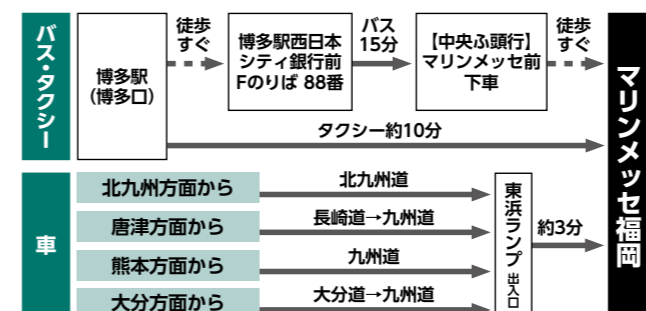 バス・タクシー
博多駅
（博多口）
徒歩
すぐ
博多駅西日本
シティ銀行前
Fのりば 88番
バス
15分
【中央ふ頭行】
マリンメッセ前
下車
徒歩
すぐ
タクシー約10分
マリンメッセ福岡
車
北九州方面から
北九州道
唐津方面から
長崎道→九州道
熊本方面から
九州道
大分方面から
大分道→九州道
東浜ランプ 出入口
約3分